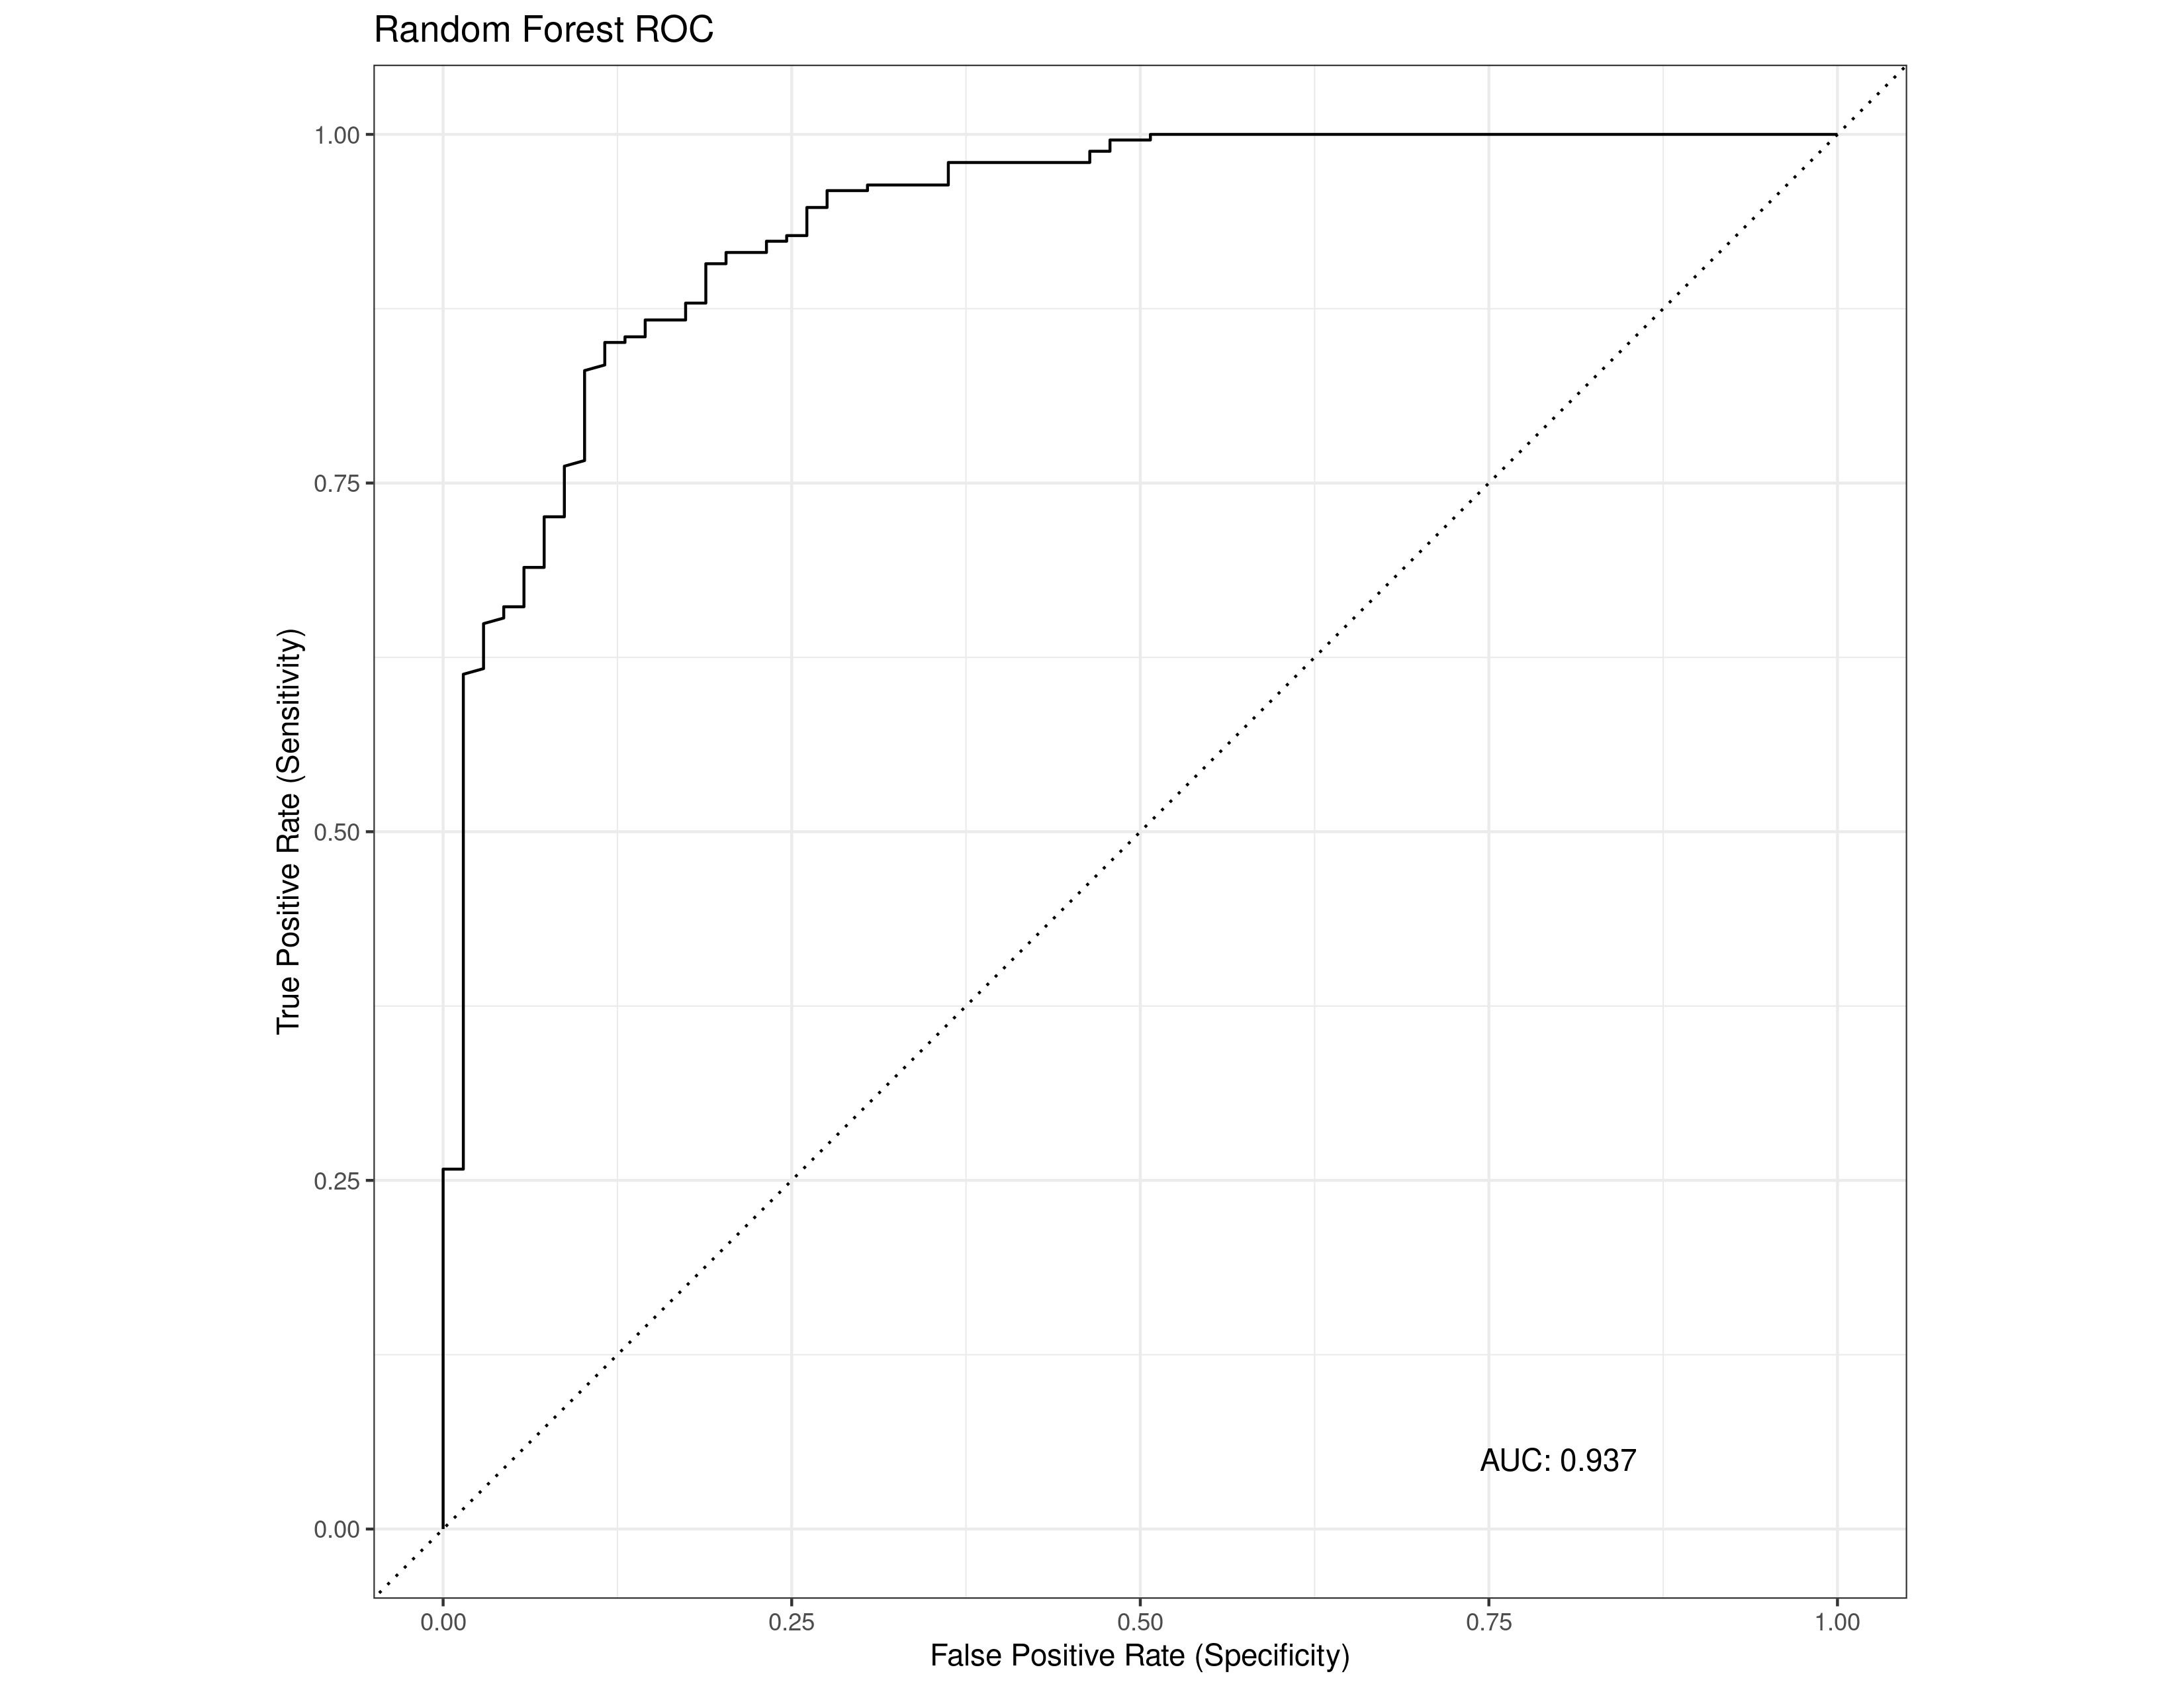 Random Forest ROC
True Positive Rate (Sensitivity)
1.00
0.75
0.50
0.25
0.00
AUC: 0.937
0.00 0.25 0.50 0.75 1.00
False Positive Rate (Specificity)